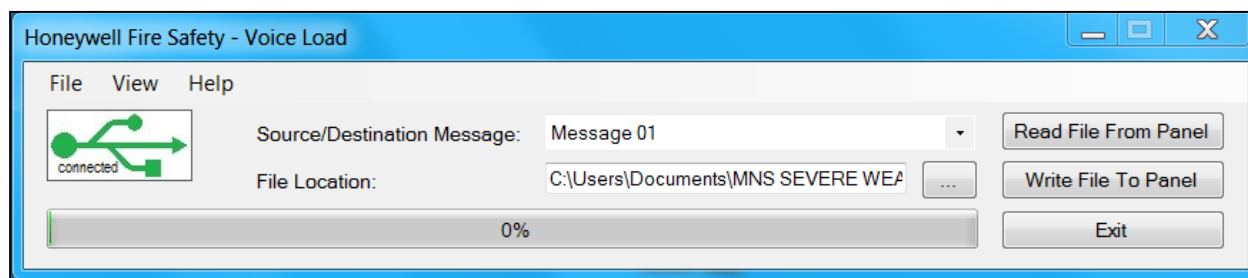 Honeywell Fire Safety - Voice Load
File View Help
connected
Source/Destination Message: Message 01 Read File From Panel
File Location: C:\Users\Documents\MNS SEVERE WEA ... Write File To Panel
0% Exit